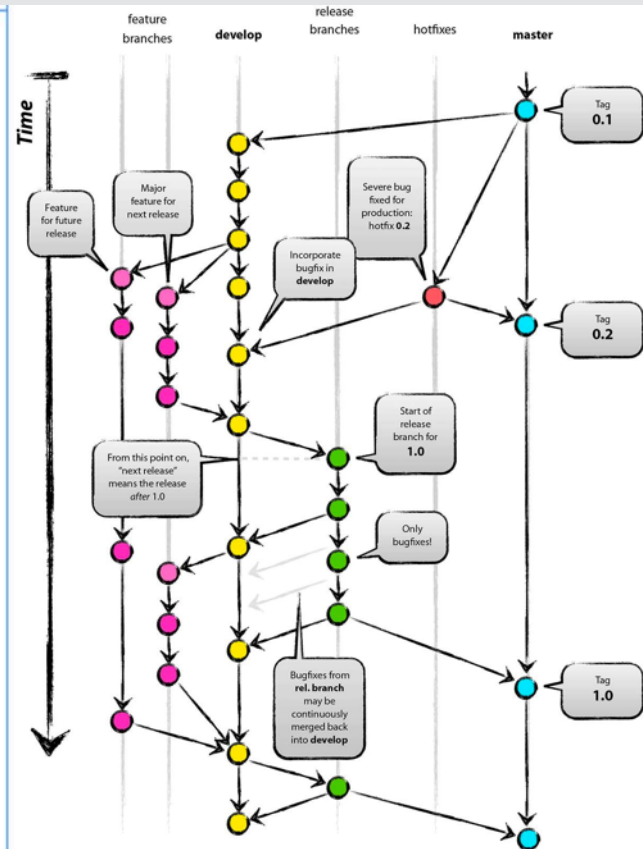 feature
branches
develop
release
branches
hotfixes
master
Time
Tag
0.1
Feature
for future
release
Major
feature for
next release
Severe bug
fixed for
production:
hotfix 0.2
Incorporate
bugfix in
develop
Tag
0.2
Start of
release
branch for
1.0
From this point on,
"next release"
means the release
after 1.0
Only
bugfixes!
Bugfixes from
rel. branch
may be
continuously
merged back
into develop
Tag
1.0